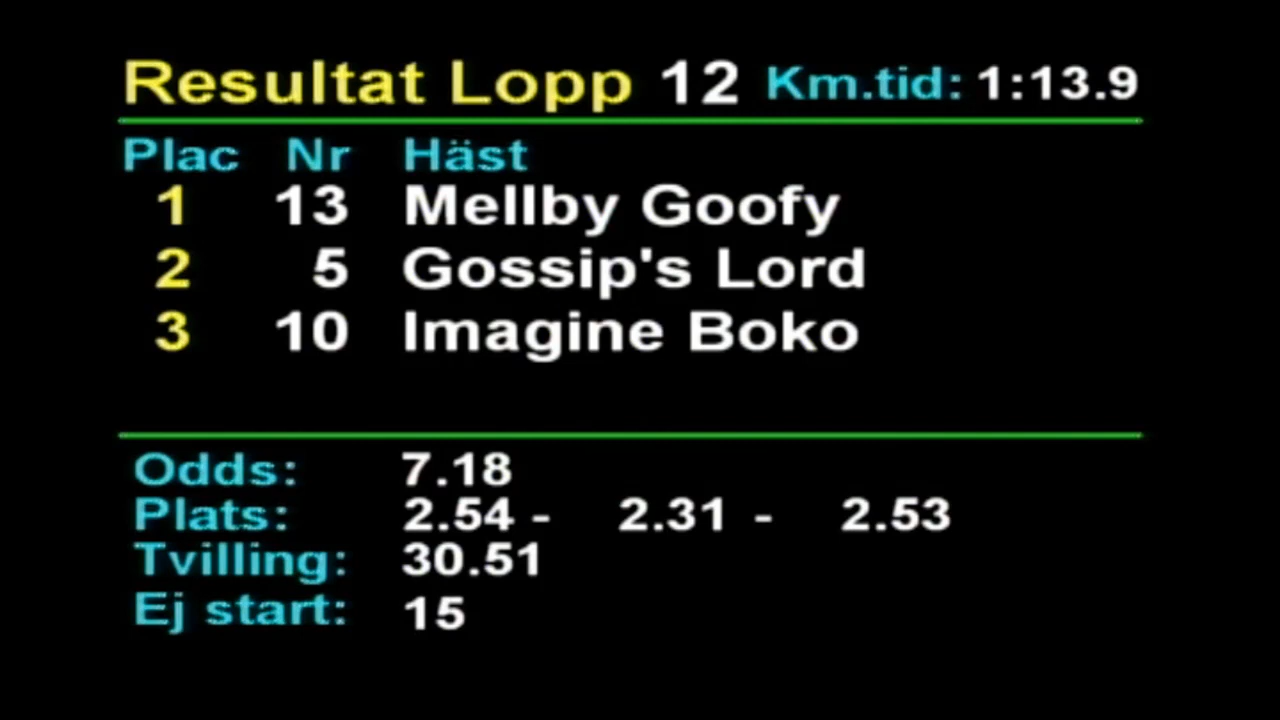 Resultat Lopp 12 Km.tid: 1:13.9
Plac Nr Häst
1 13 Mellby Goofy
2 5 Gossip's Lord
3 10 Imagine Boko
Odds: 7.18
Plats: 2.54 - 2.31 - 2.53
Tvilling: 30.51
Ej start: 15